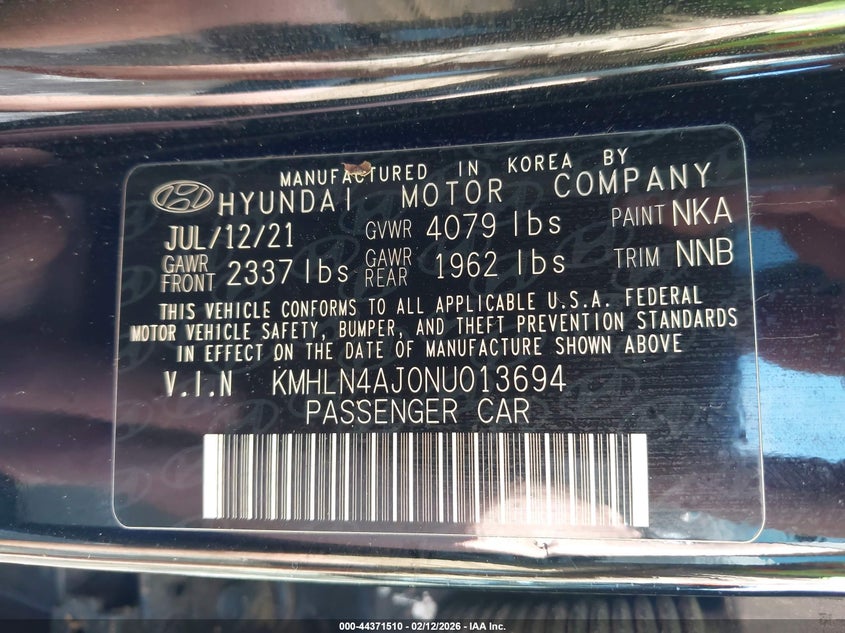 MANUFACTURED IN KOREA BY
HYUNDAI MOTOR COMPANY
JUL/12/21 GVWR 4079 lbs PAINT NKA
GAWR FRONT 2337 lbs GAWR REAR 1962 lbs TRIM NNB
THIS VEHICLE CONFORMS TO ALL APPLICABLE U.S.A. FEDERAL
MOTOR VEHICLE SAFETY, BUMPER, AND THEFT PREVENTION STANDARDS
IN EFFECT ON THE DATE OF MANUFACTURE SHOWN ABOVE
V.I.N KMHLN4AJ0NU013694
PASSENGER CAR
000-44371510 - 02/12/2026 - IAA Inc.